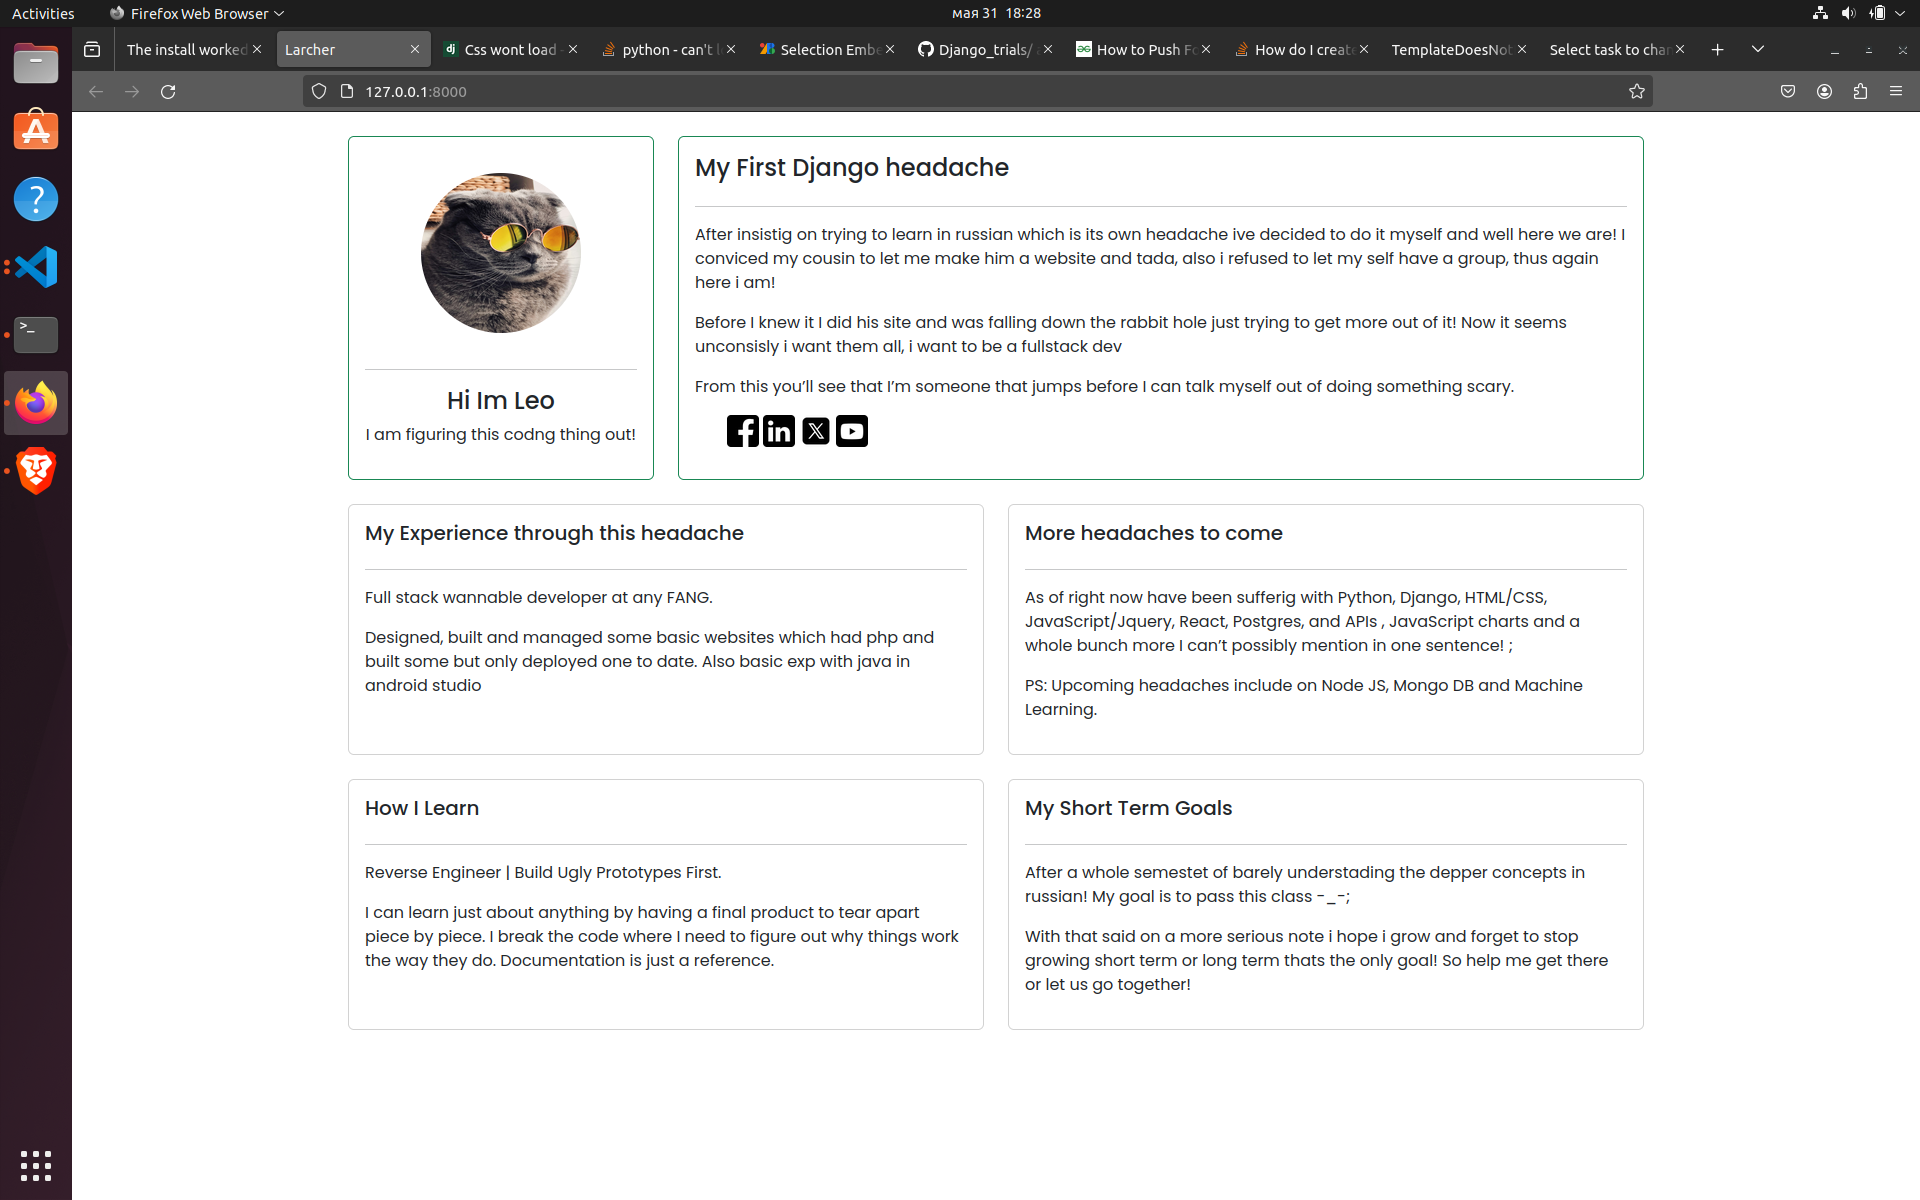 Activities
Firefox Web Browser
мая 31 18:28
The install worked
Larcher
Css wont load
python - can't l
Selection Embe
Django_trials/
How to Push Fo
How do I create
TemplateDoesNot
Select task to chan
127.0.0.1:8000
Hi Im Leo
I am figuring this codng thing out!
My First Django headache
After insistig on trying to learn in russian which is its own headache ive decided to do it myself and well here we are! I
conviced my cousin to let me make him a website and tada, also i refused to let my self have a group, thus again
here i am!
Before I knew it I did his site and was falling down the rabbit hole just trying to get more out of it! Now it seems
unconsisly i want them all, i want to be a fullstack dev
From this you’ll see that I’m someone that jumps before I can talk myself out of doing something scary.
My Experience through this headache
Full stack wannable developer at any FANG.
Designed, built and managed some basic websites which had php and
built some but only deployed one to date. Also basic exp with java in
android studio
More headaches to come
As of right now have been sufferig with Python, Django, HTML/CSS,
JavaScript/Jquery, React, Postgres, and APIs , JavaScript charts and a
whole bunch more I can’t possibly mention in one sentence! ;
PS: Upcoming headaches include on Node JS, Mongo DB and Machine
Learning.
How I Learn
Reverse Engineer | Build Ugly Prototypes First.
I can learn just about anything by having a final product to tear apart
piece by piece. I break the code where I need to figure out why things work
the way they do. Documentation is just a reference.
My Short Term Goals
After a whole semestet of barely understading the depper concepts in
russian! My goal is to pass this class -_-;
With that said on a more serious note i hope i grow and forget to stop
growing short term or long term thats the only goal! So help me get there
or let us go together!